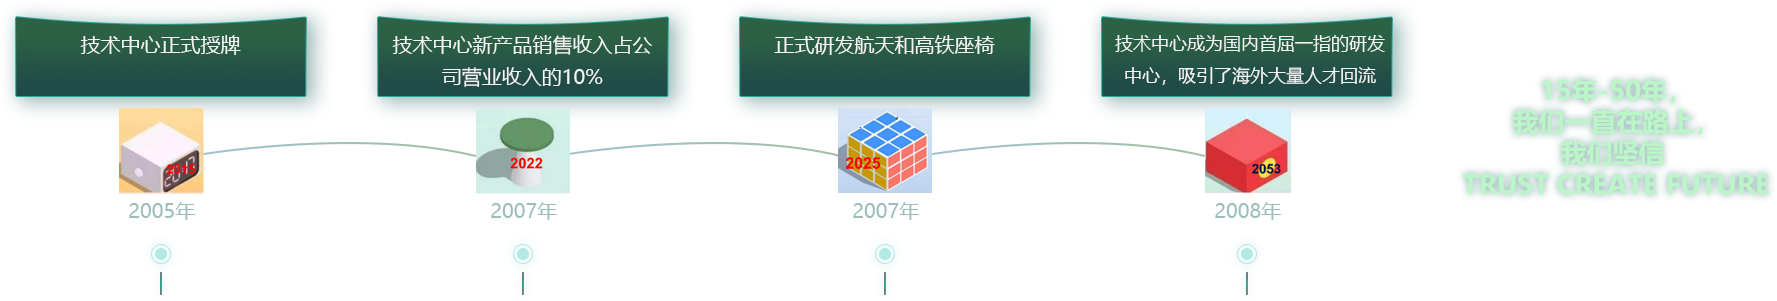 技术中心正式授牌
技术中心新产品销售收入占公
司营业收入的10%
正式研发航天和高铁座椅
技术中心成为国内首屈一指的研发
中心，吸引了海外大量人才回流
2022
2025
2053
2005年
2007年
2007年
2008年
15年-50年，
我们一直在路上，
我们坚信
TRUST CREATE FUTURE